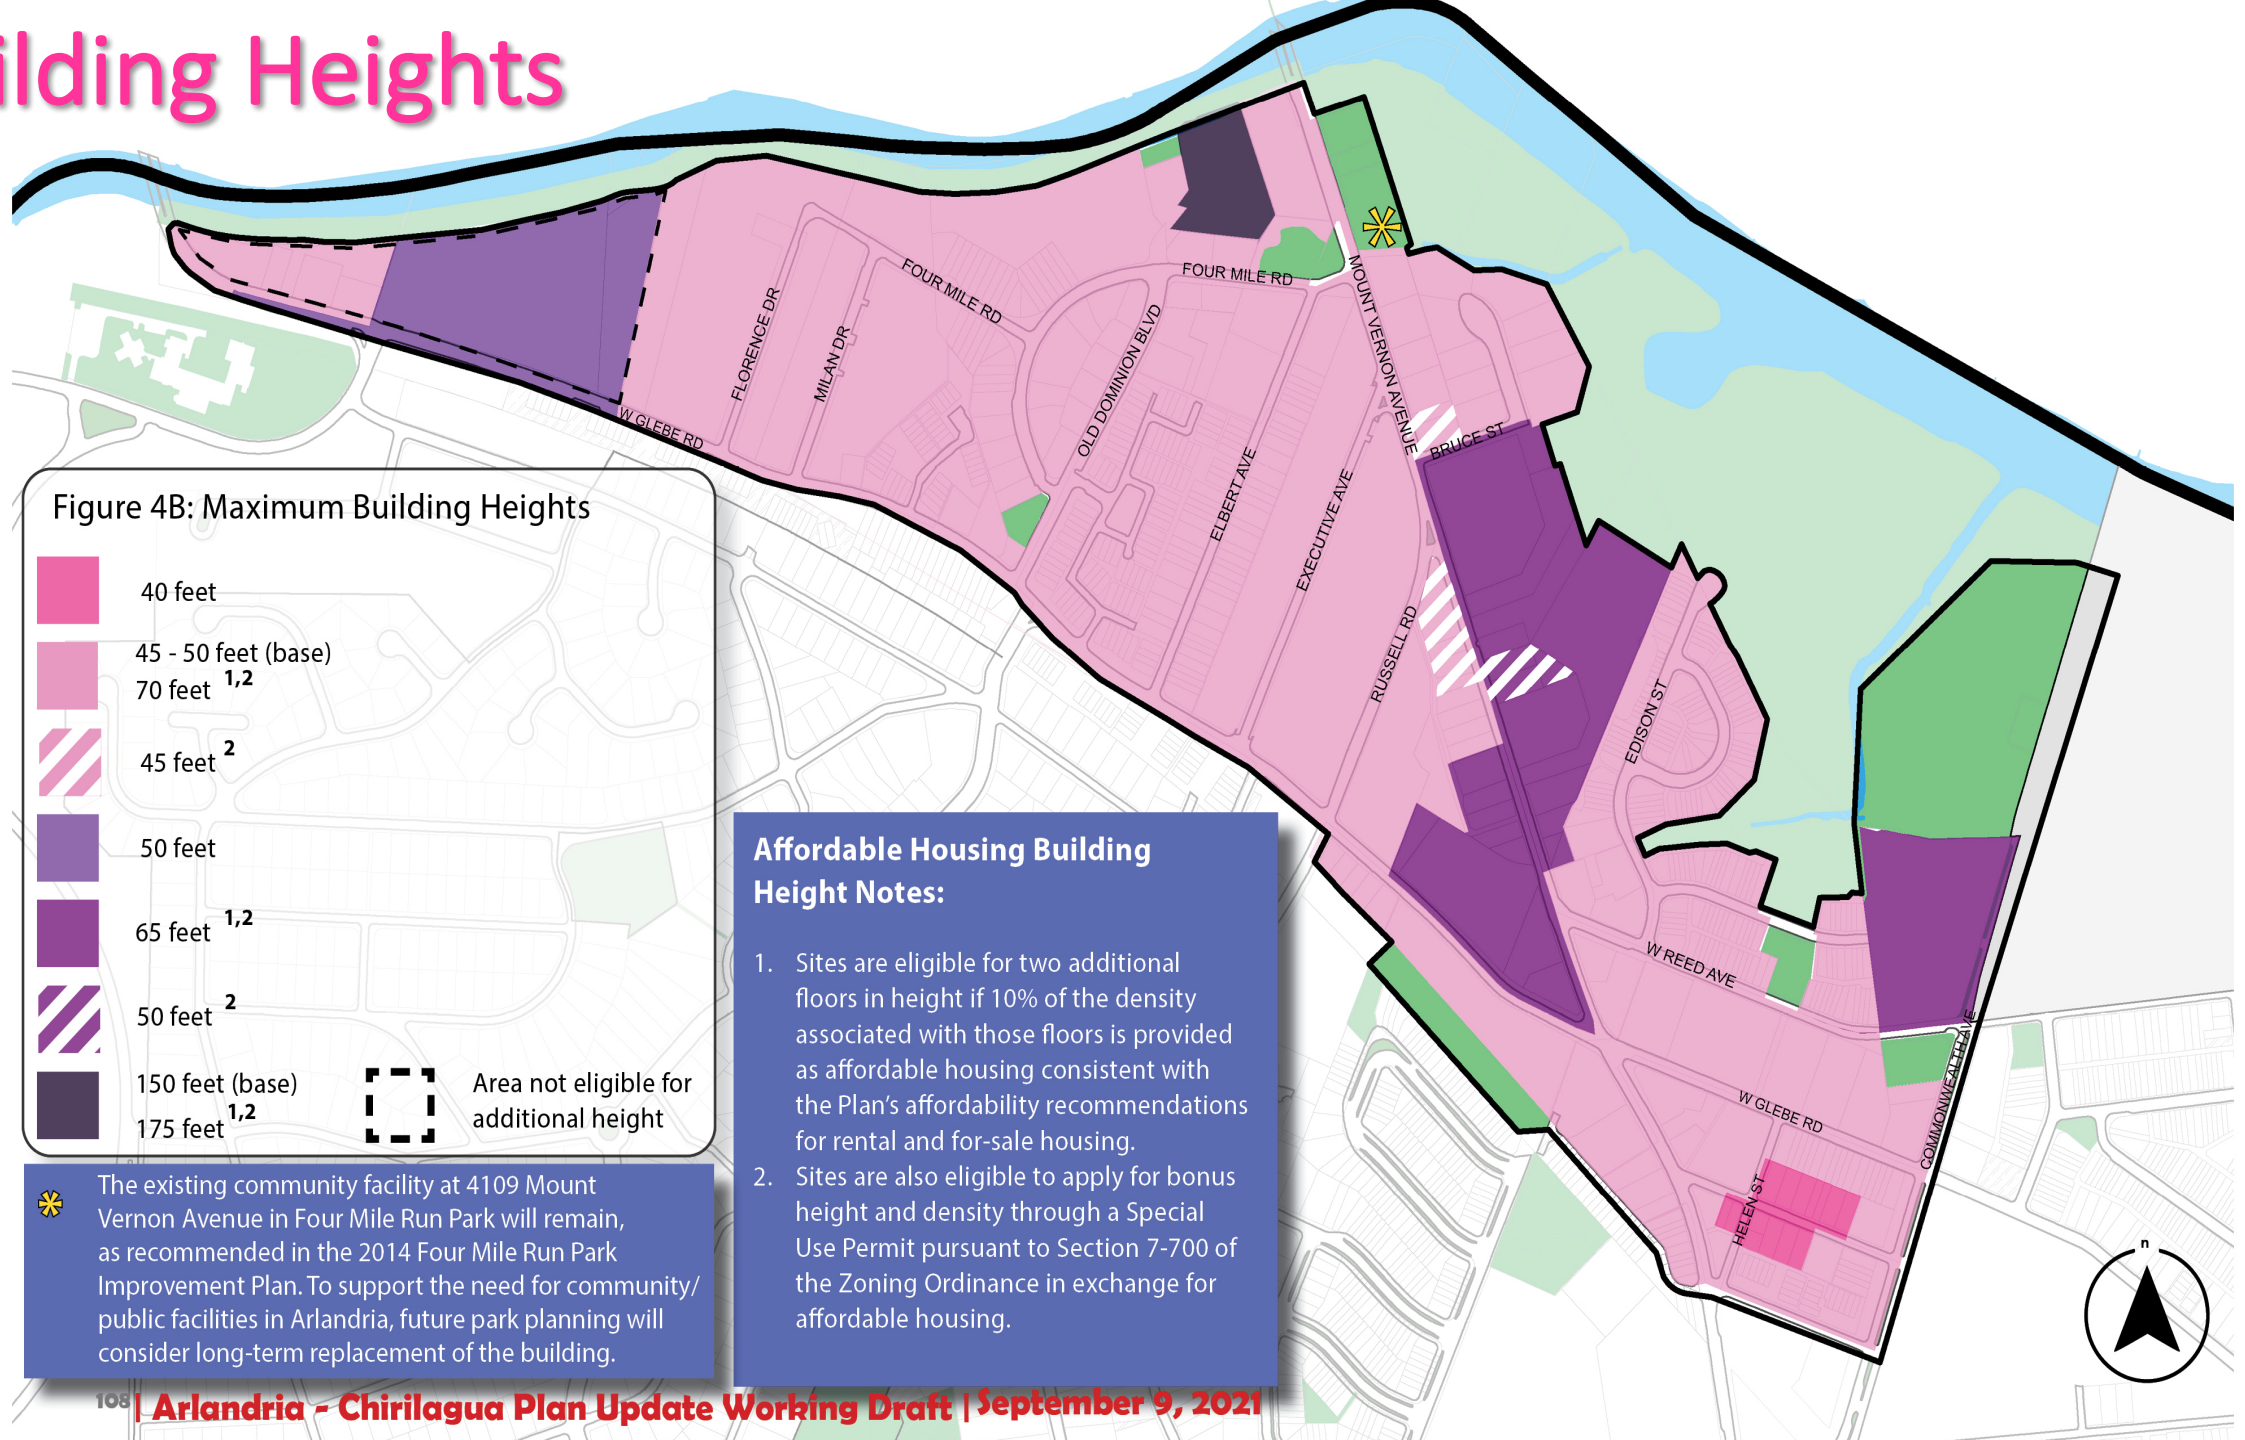 ilding Heights
FOUR MILE RD
FOUR MILE RD
FLORENCE DR
MILAN DR
W GLEBE RD
OLD DOMINION BLVD
ELBERT AVE
EXECUTIVE AVE
MOUNT VERNON AVENUE
BRUCE ST
RUSSELL RD
EDISON ST
W REED AVE
W GLEBE RD
HELEN ST
COMMONWEALTH AVE
n
Figure 4B: Maximum Building Heights
40 feet
45 - 50 feet (base)
70 feet 1,2
45 feet 2
50 feet
65 feet 1,2
50 feet 2
150 feet (base)
175 feet 1,2
Area not eligible for
additional height
The existing community facility at 4109 Mount
Vernon Avenue in Four Mile Run Park will remain,
as recommended in the 2014 Four Mile Run Park
Improvement Plan. To support the need for community/
public facilities in Arlandria, future park planning will
consider long-term replacement of the building.
Affordable Housing Building
Height Notes:
1. Sites are eligible for two additional
floors in height if 10% of the density
associated with those floors is provided
as affordable housing consistent with
the Plan's affordability recommendations
for rental and for-sale housing.
2. Sites are also eligible to apply for bonus
height and density through a Special
Use Permit pursuant to Section 7-700 of
the Zoning Ordinance in exchange for
affordable housing.
108 | Arlandria - Chirilagua Plan Update Working Draft | September 9, 2021